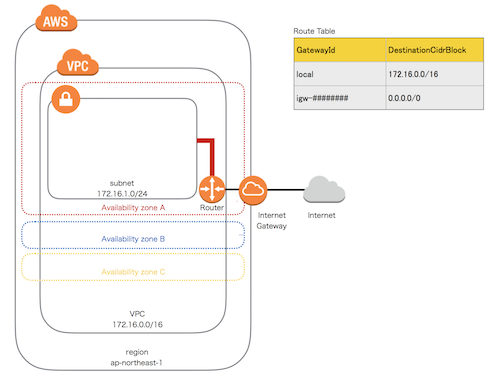 AWS
Route Table
GatewayId DestinationCidrBlock
local 172.16.0.0/16
igw-######## 0.0.0.0/0
VPC
subnet
172.16.1.0/24
Availability zone A
Router
Internet
Gateway
Internet
Availability zone B
Availability zone C
VPC
172.16.0.0/16
region
ap-northeast-1